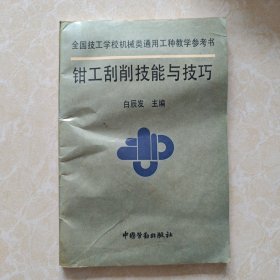 全国技工学校机械类通用工种教学参考书
钳工刮削技能与技巧
白辰发 主编
中国劳动出版社